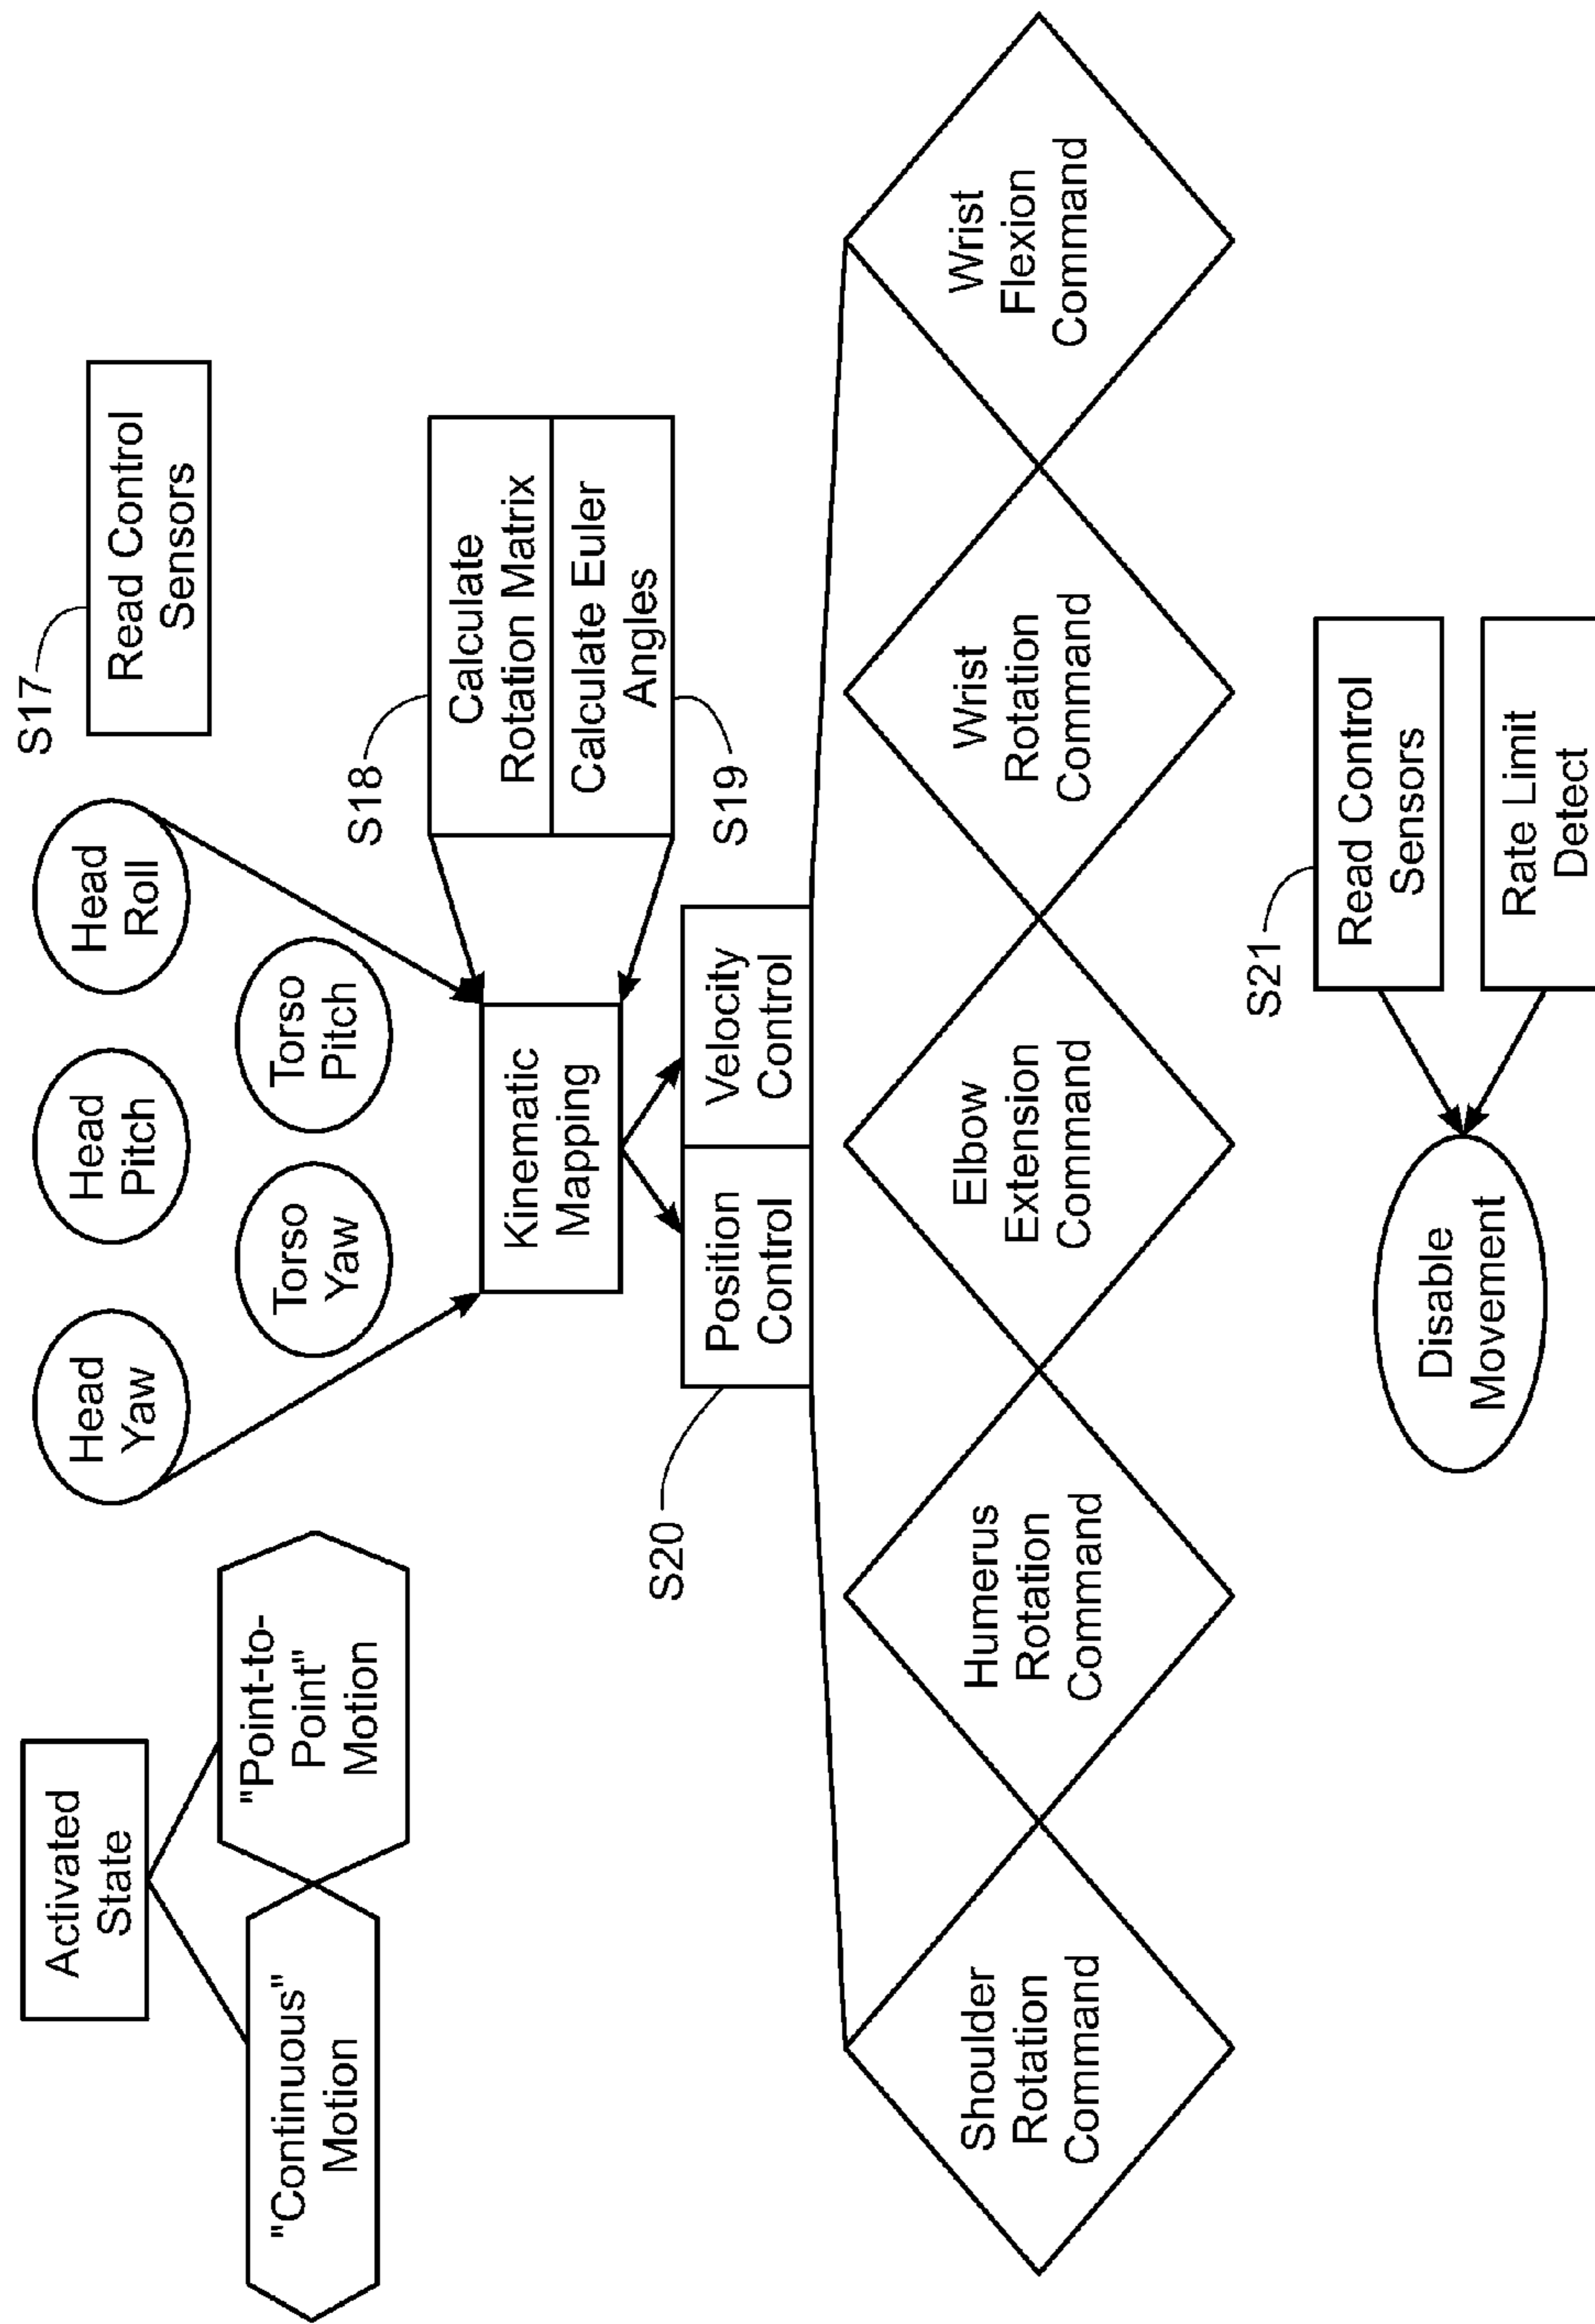 Activated
State
"Continuous"
Motion
"Point-to-
Point"
Motion
Head
Yaw
Head
Pitch
Head
Roll
Torso
Yaw
Torso
Pitch
S17
Read Control
Sensors
Kinematic
Mapping
S18
Calculate
Rotation Matrix
Calculate Euler
Angles
S19
S20
Position
Control
Velocity
Control
Shoulder
Rotation
Command
Humerus
Rotation
Command
Elbow
Extension
Command
Wrist
Rotation
Command
Wrist
Flexion
Command
Disable
Movement
S21
Read Control
Sensors
Rate Limit
Detect